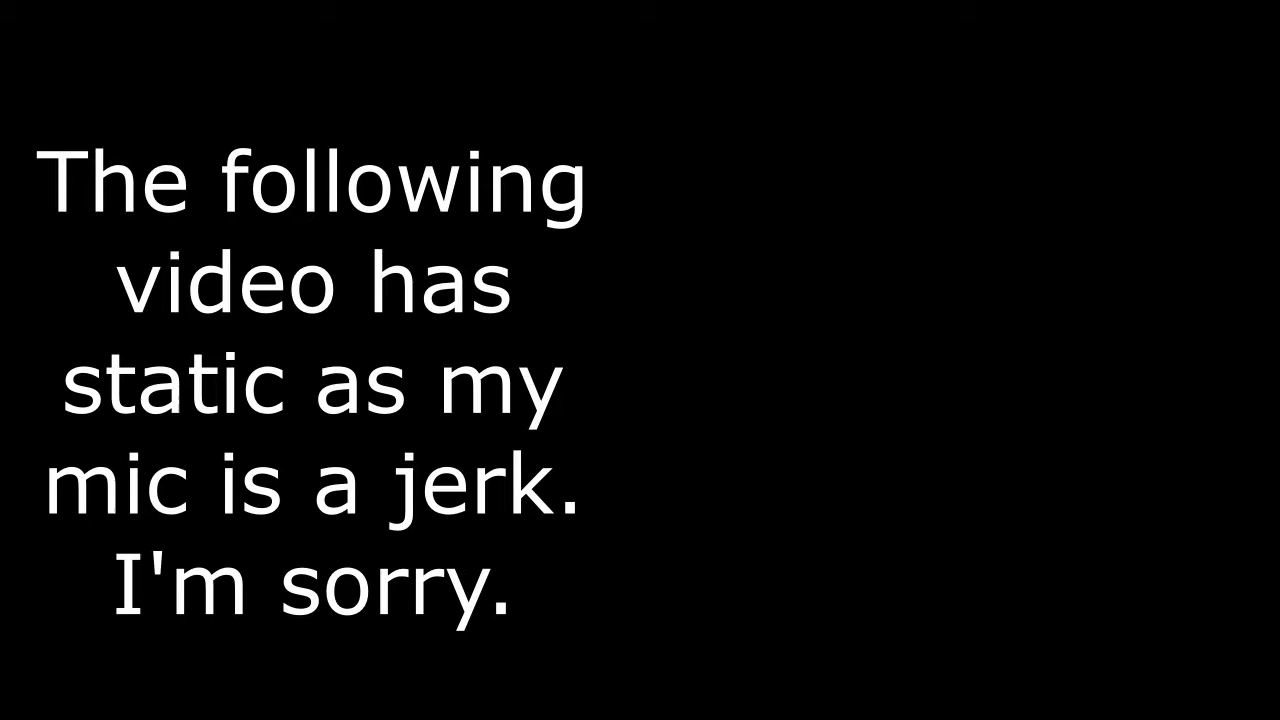 The following
video has
static as my
mic is a jerk.
I'm sorry.